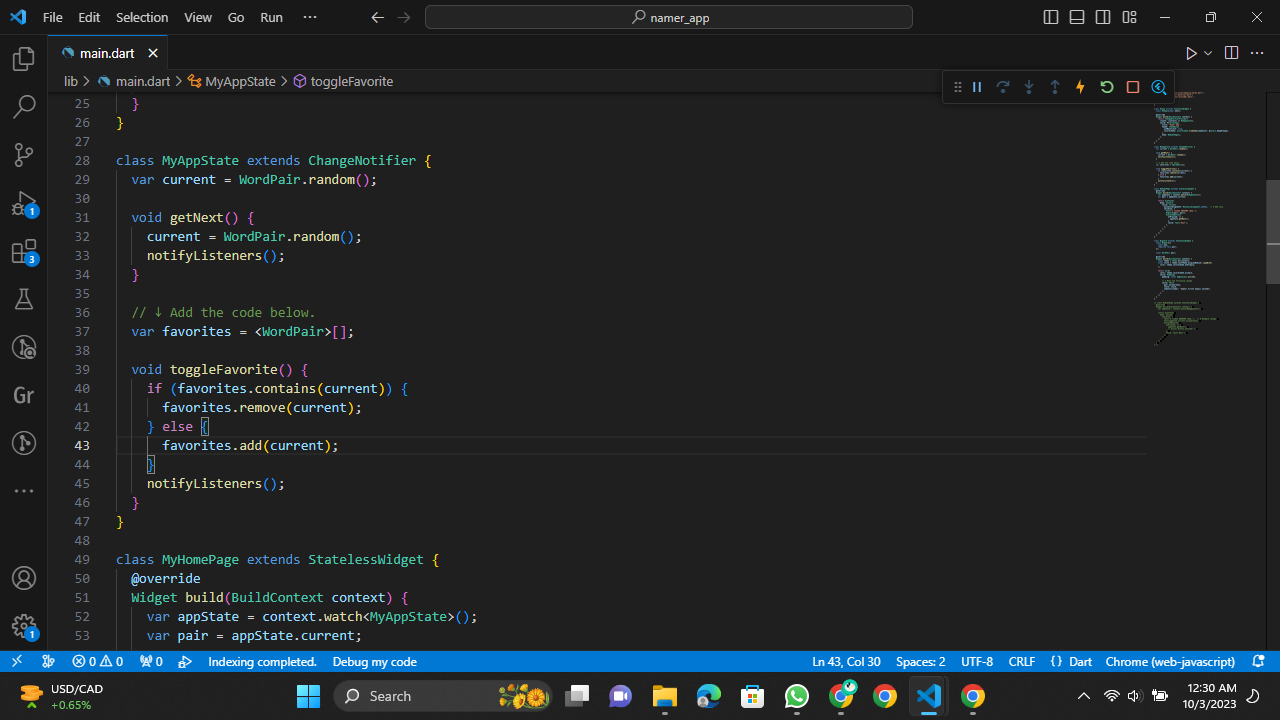 File Edit Selection View Go Run ··· namer_app
main.dart
lib > main.dart > MyAppState > toggleFavorite
25 }
26 }
27
28 class MyAppState extends ChangeNotifier {
29 var current = WordPair.random();
30
31 void getNext() {
32 current = WordPair.random();
33 notifyListeners();
34 }
35
36 // ↓ Add the code below.
37 var favorites = <WordPair>[];
38
39 void toggleFavorite() {
40 if (favorites.contains(current)) {
41 favorites.remove(current);
42 } else {
43 favorites.add(current);
44 }
45 notifyListeners();
46 }
47 }
48
49 class MyHomePage extends StatelessWidget {
50 @override
51 Widget build(BuildContext context) {
52 var appState = context.watch<MyAppState>();
53 var pair = appState.current;
1
3
Gr
1
0 0 0 Indexing completed. Debug my code Ln 43, Col 30 Spaces: 2 UTF-8 CRLF {} Dart Chrome (web-javascript)
USD/CAD
+0.65%
Search
12:30 AM
10/3/2023